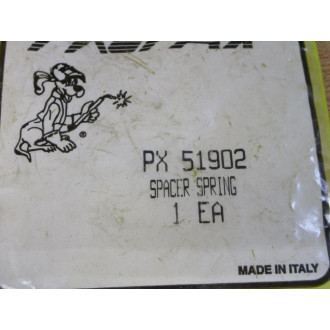 ®
PX 51902
SPACER SPRING
1 EA
MADE IN ITALY